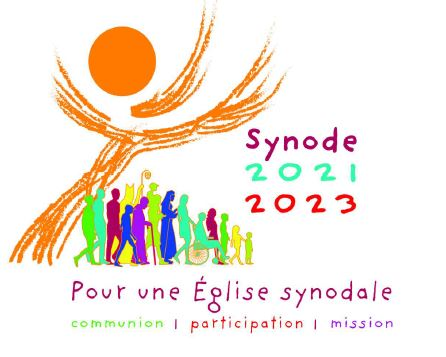 Synode
2021
2023
Pour une Église synodale
communion | participation | mission